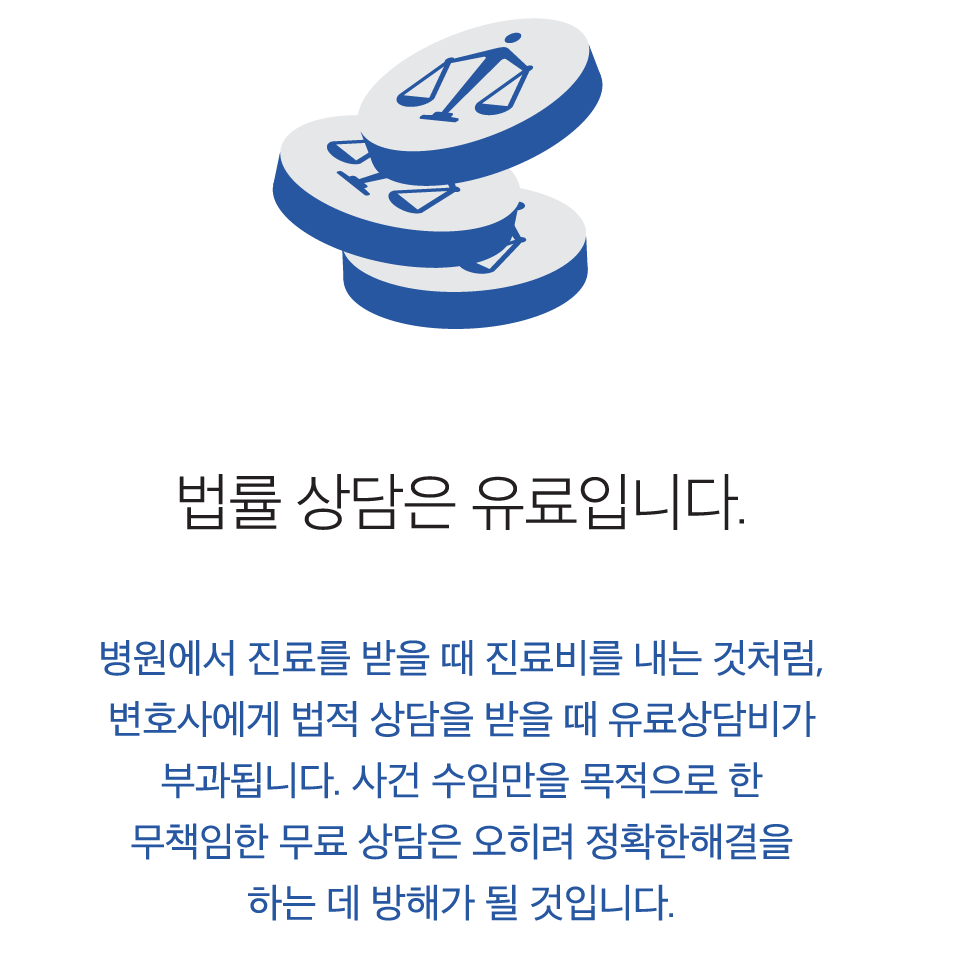 법률 상담은 유료입니다.
병원에서 진료를 받을 때 진료비를 내는 것처럼,
변호사에게 법적 상담을 받을 때 유료상담비가
부과됩니다. 사건 수임만을 목적으로 한
무책임한 무료 상담은 오히려 정확한해결을
하는 데 방해가 될 것입니다.